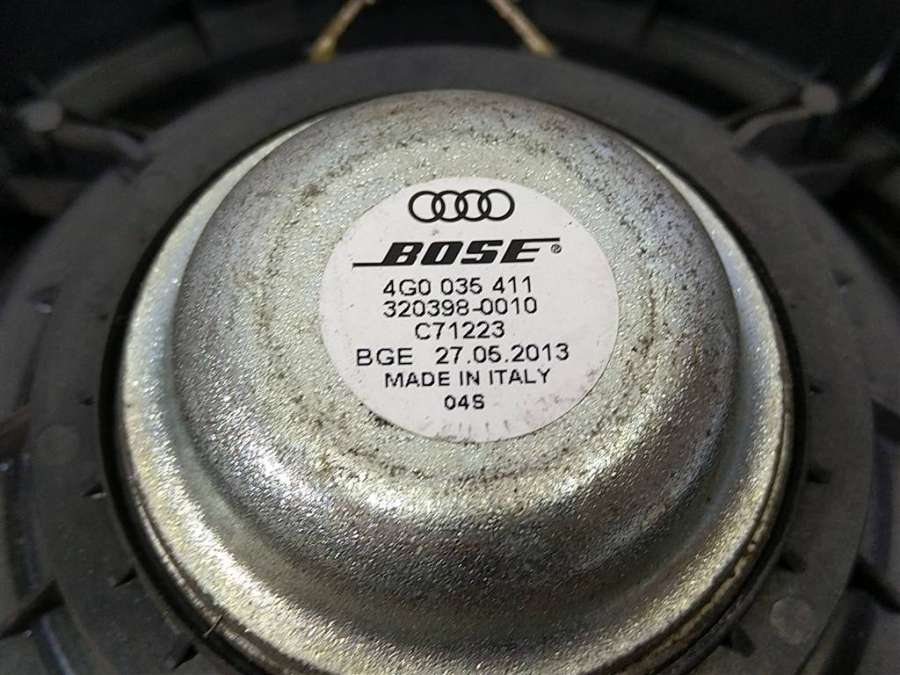 BOSE®
4G0 035 411
320398-0010
C71223
BGE 27.05.2013
MADE IN ITALY
04S